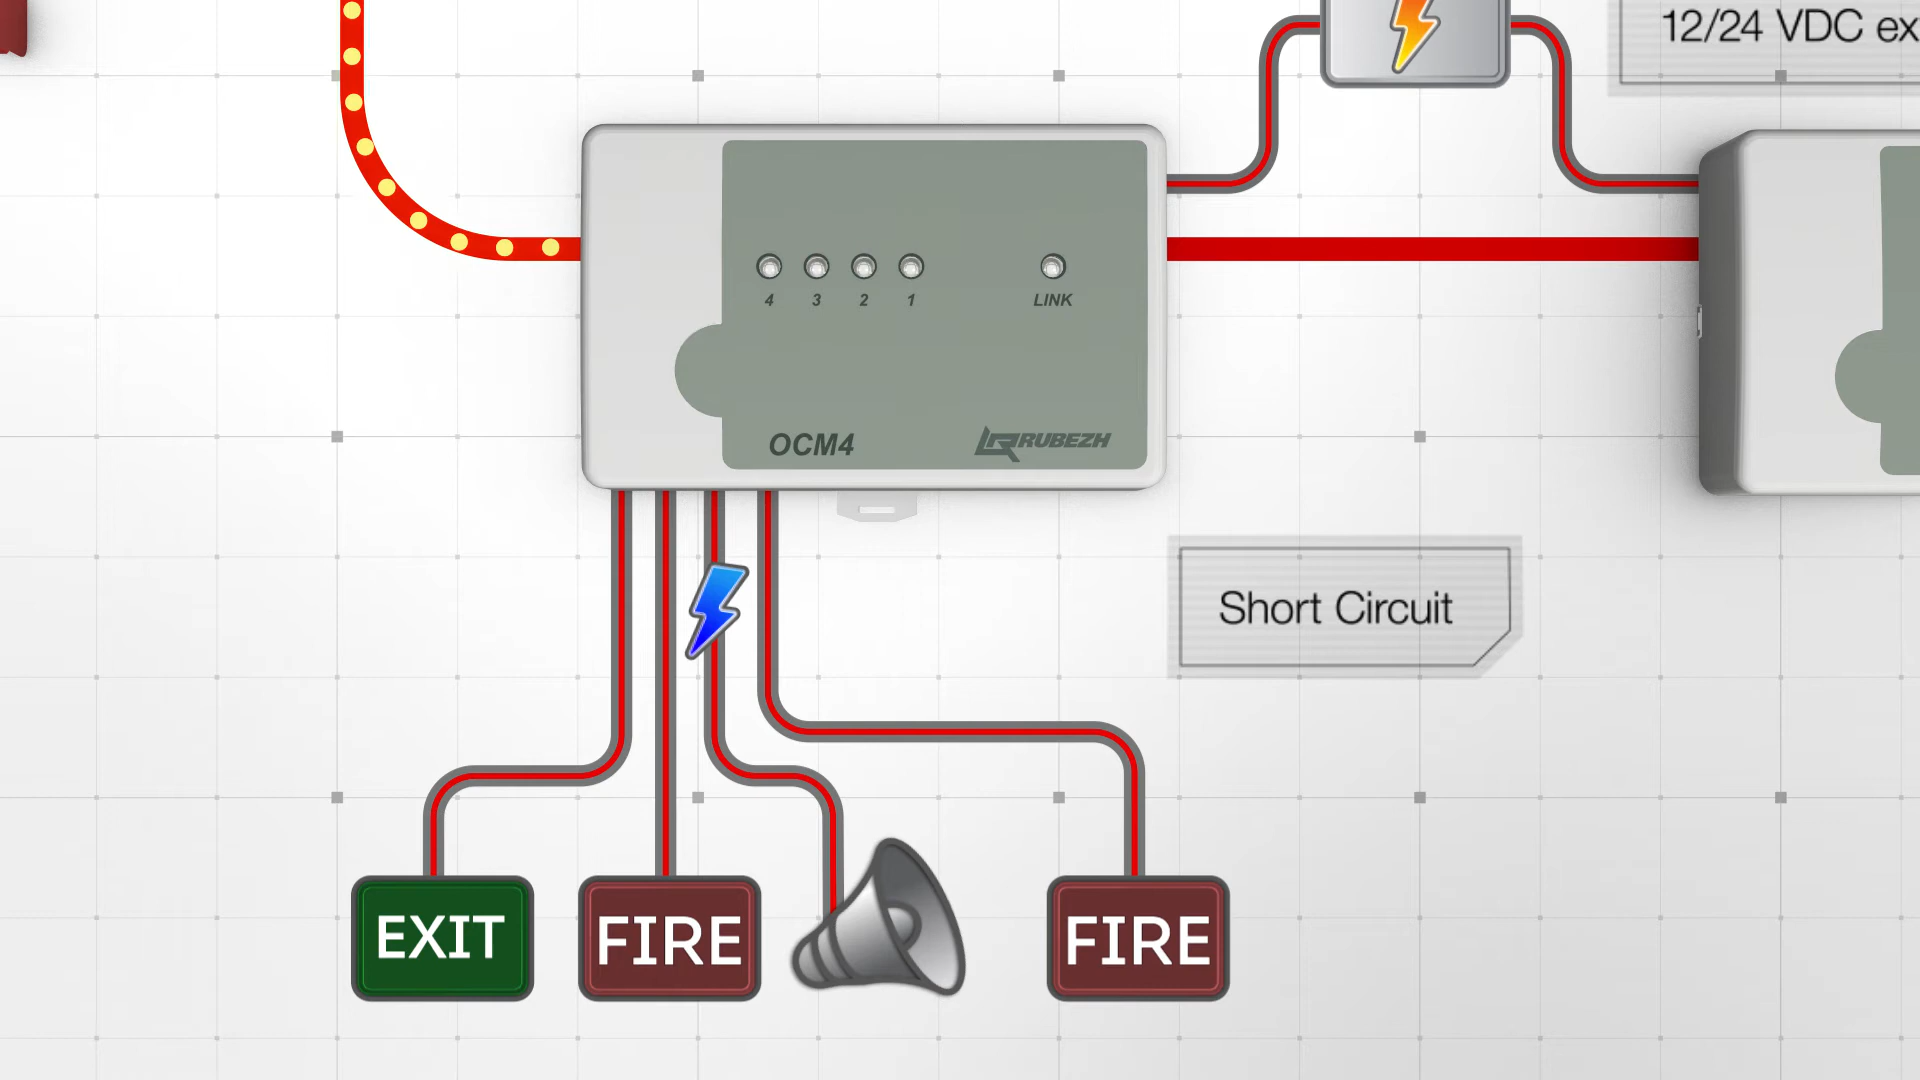 12/24 VDC ex
4 3 2 1 LINK
OCM4 RUBEZH
Short Circuit
EXIT FIRE FIRE